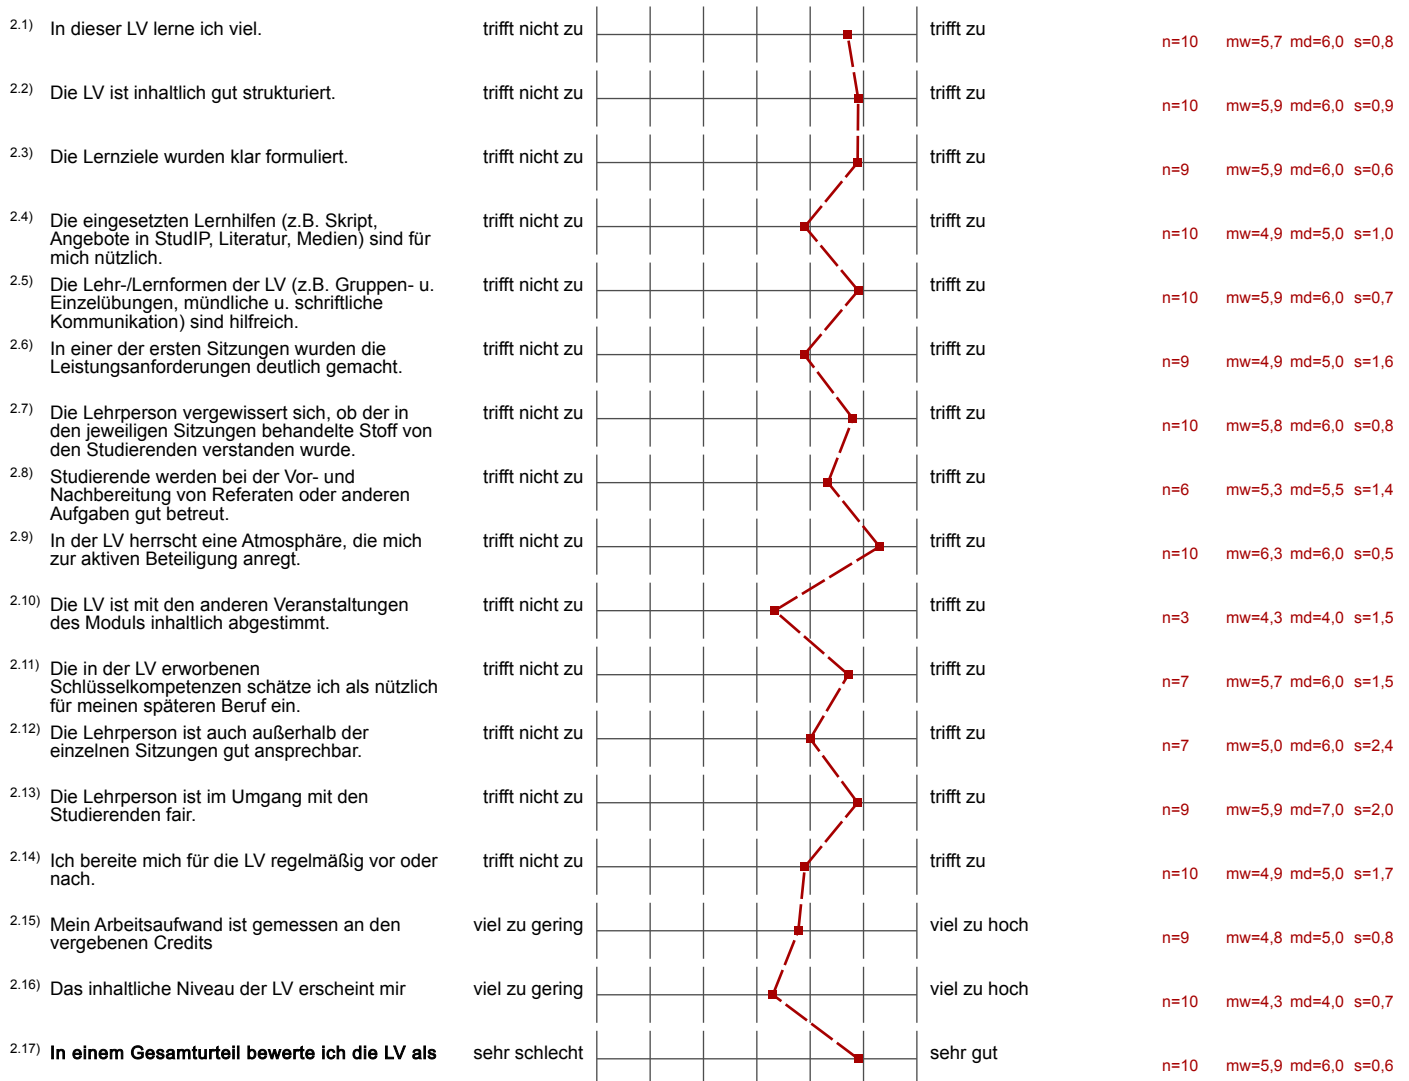 2.1) In dieser LV lerne ich viel. trifft nicht zu trifft zu n=10 mw=5,7 md=6,0 s=0,8
2.2) Die LV ist inhaltlich gut strukturiert. trifft nicht zu trifft zu n=10 mw=5,9 md=6,0 s=0,9
2.3) Die Lernziele wurden klar formuliert. trifft nicht zu trifft zu n=9 mw=5,9 md=6,0 s=0,6
2.4) Die eingesetzten Lernhilfen (z.B. Skript, trifft nicht zu trifft zu n=10 mw=4,9 md=5,0 s=1,0
Angebote in StudIP, Literatur, Medien) sind für
mich nützlich.
2.5) Die Lehr-/Lernformen der LV (z.B. Gruppen- u. trifft nicht zu trifft zu n=10 mw=5,9 md=6,0 s=0,7
Einzelübungen, mündliche u. schriftliche
Kommunikation) sind hilfreich.
2.6) In einer der ersten Sitzungen wurden die trifft nicht zu trifft zu n=9 mw=4,9 md=5,0 s=1,6
Leistungsanforderungen deutlich gemacht.
2.7) Die Lehrperson vergewissert sich, ob der in trifft nicht zu trifft zu n=10 mw=5,8 md=6,0 s=0,8
den jeweiligen Sitzungen behandelte Stoff von
den Studierenden verstanden wurde.
2.8) Studierende werden bei der Vor- und trifft nicht zu trifft zu n=6 mw=5,3 md=5,5 s=1,4
Nachbereitung von Referaten oder anderen
Aufgaben gut betreut.
2.9) In der LV herrscht eine Atmosphäre, die mich trifft nicht zu trifft zu n=10 mw=6,3 md=6,0 s=0,5
zur aktiven Beteiligung anregt.
2.10) Die LV ist mit den anderen Veranstaltungen trifft nicht zu trifft zu n=3 mw=4,3 md=4,0 s=1,5
des Moduls inhaltlich abgestimmt.
2.11) Die in der LV erworbenen trifft nicht zu trifft zu n=7 mw=5,7 md=6,0 s=1,5
Schlüsselkompetenzen schätze ich als nützlich
für meinen späteren Beruf ein.
2.12) Die Lehrperson ist auch außerhalb der trifft nicht zu trifft zu n=7 mw=5,0 md=6,0 s=2,4
einzelnen Sitzungen gut ansprechbar.
2.13) Die Lehrperson ist im Umgang mit den trifft nicht zu trifft zu n=9 mw=5,9 md=7,0 s=2,0
Studierenden fair.
2.14) Ich bereite mich für die LV regelmäßig vor oder trifft nicht zu trifft zu n=10 mw=4,9 md=5,0 s=1,7
nach.
2.15) Mein Arbeitsaufwand ist gemessen an den viel zu gering viel zu hoch n=9 mw=4,8 md=5,0 s=0,8
vergebenen Credits
2.16) Das inhaltliche Niveau der LV erscheint mir viel zu gering viel zu hoch n=10 mw=4,3 md=4,0 s=0,7
2.17) In einem Gesamturteil bewerte ich die LV als sehr schlecht sehr gut n=10 mw=5,9 md=6,0 s=0,6